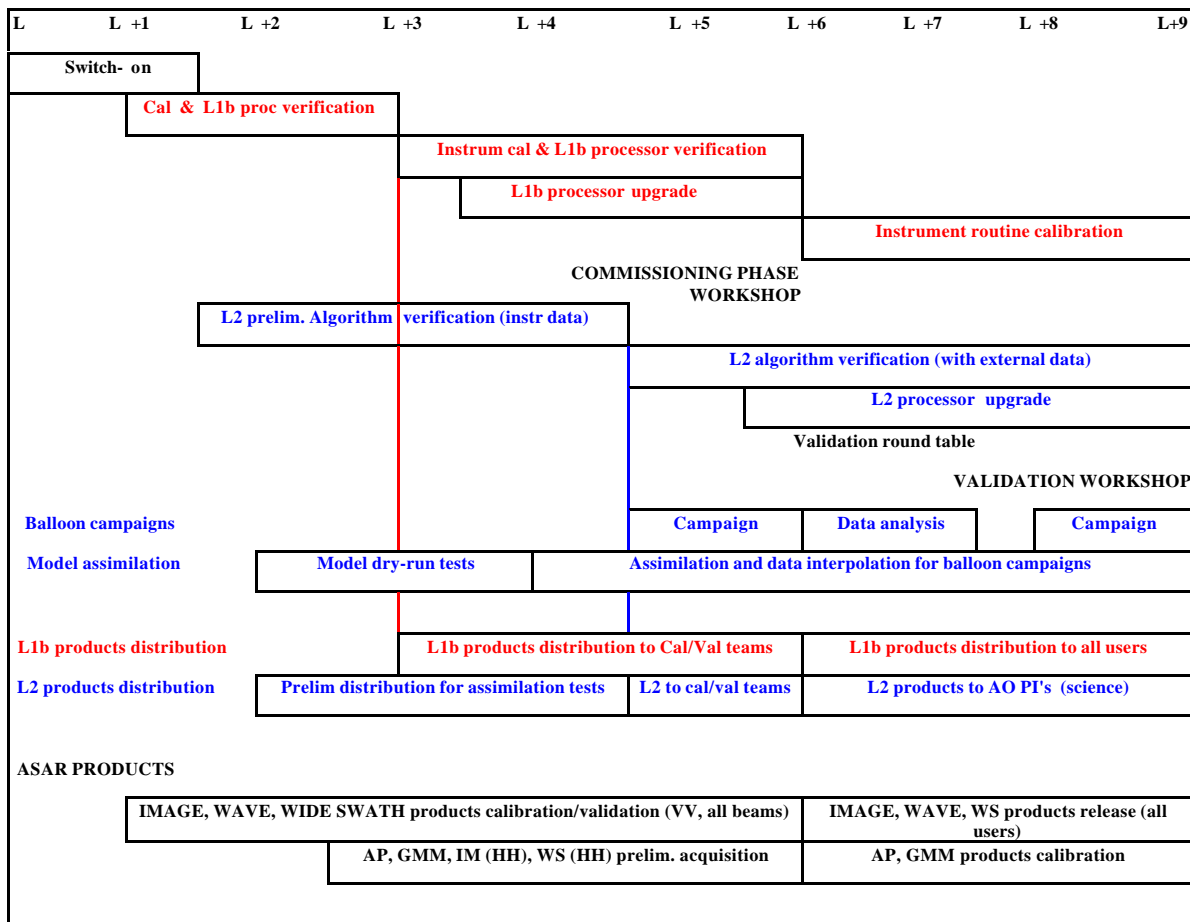 L L +1 L +2 L +3 L +4 L +5 L +6 L +7 L +8 L+9
Switch- on
Cal & L1b proc verification
Instrum cal & L1b processor verification
L1b processor upgrade
Instrument routine calibration
COMMISSIONING PHASE
WORKSHOP
L2 prelim. Algorithm verification (instr data)
L2 algorithm verification (with external data)
L2 processor upgrade
Validation round table
VALIDATION WORKSHOP
Balloon campaigns Campaign Data analysis Campaign
Model assimilation Model dry-run tests Assimilation and data interpolation for balloon campaigns
L1b products distribution L1b products distribution to Cal/Val teams L1b products distribution to all users
L2 products distribution Prelim distribution for assimilation tests L2 to cal/val teams L2 products to AO PI's (science)
ASAR PRODUCTS
IMAGE, WAVE, WIDE SWATH products calibration/validation (VV, all beams) IMAGE, WAVE, WS products release (all
users)
AP, GMM, IM (HH), WS (HH) prelim. acquisition AP, GMM products calibration